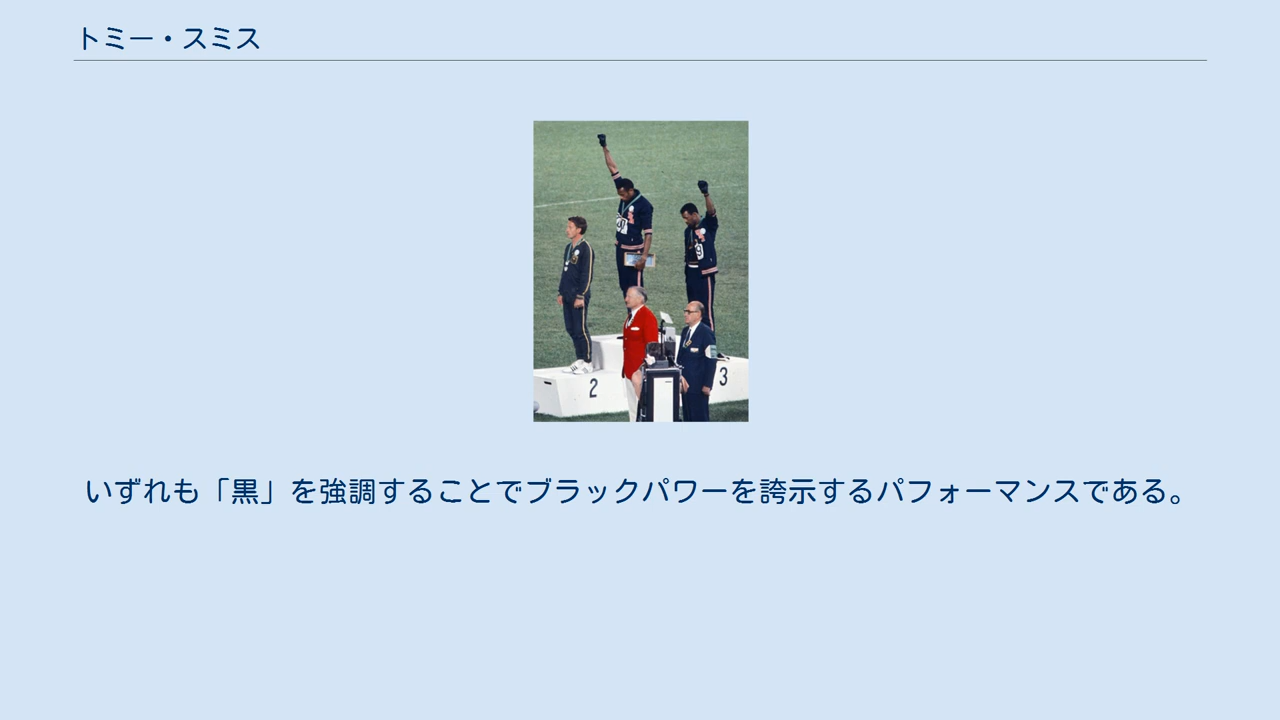 トミー・スミス
2
3
いずれも「黒」を強調することでブラックパワーを誇示するパフォーマンスである。